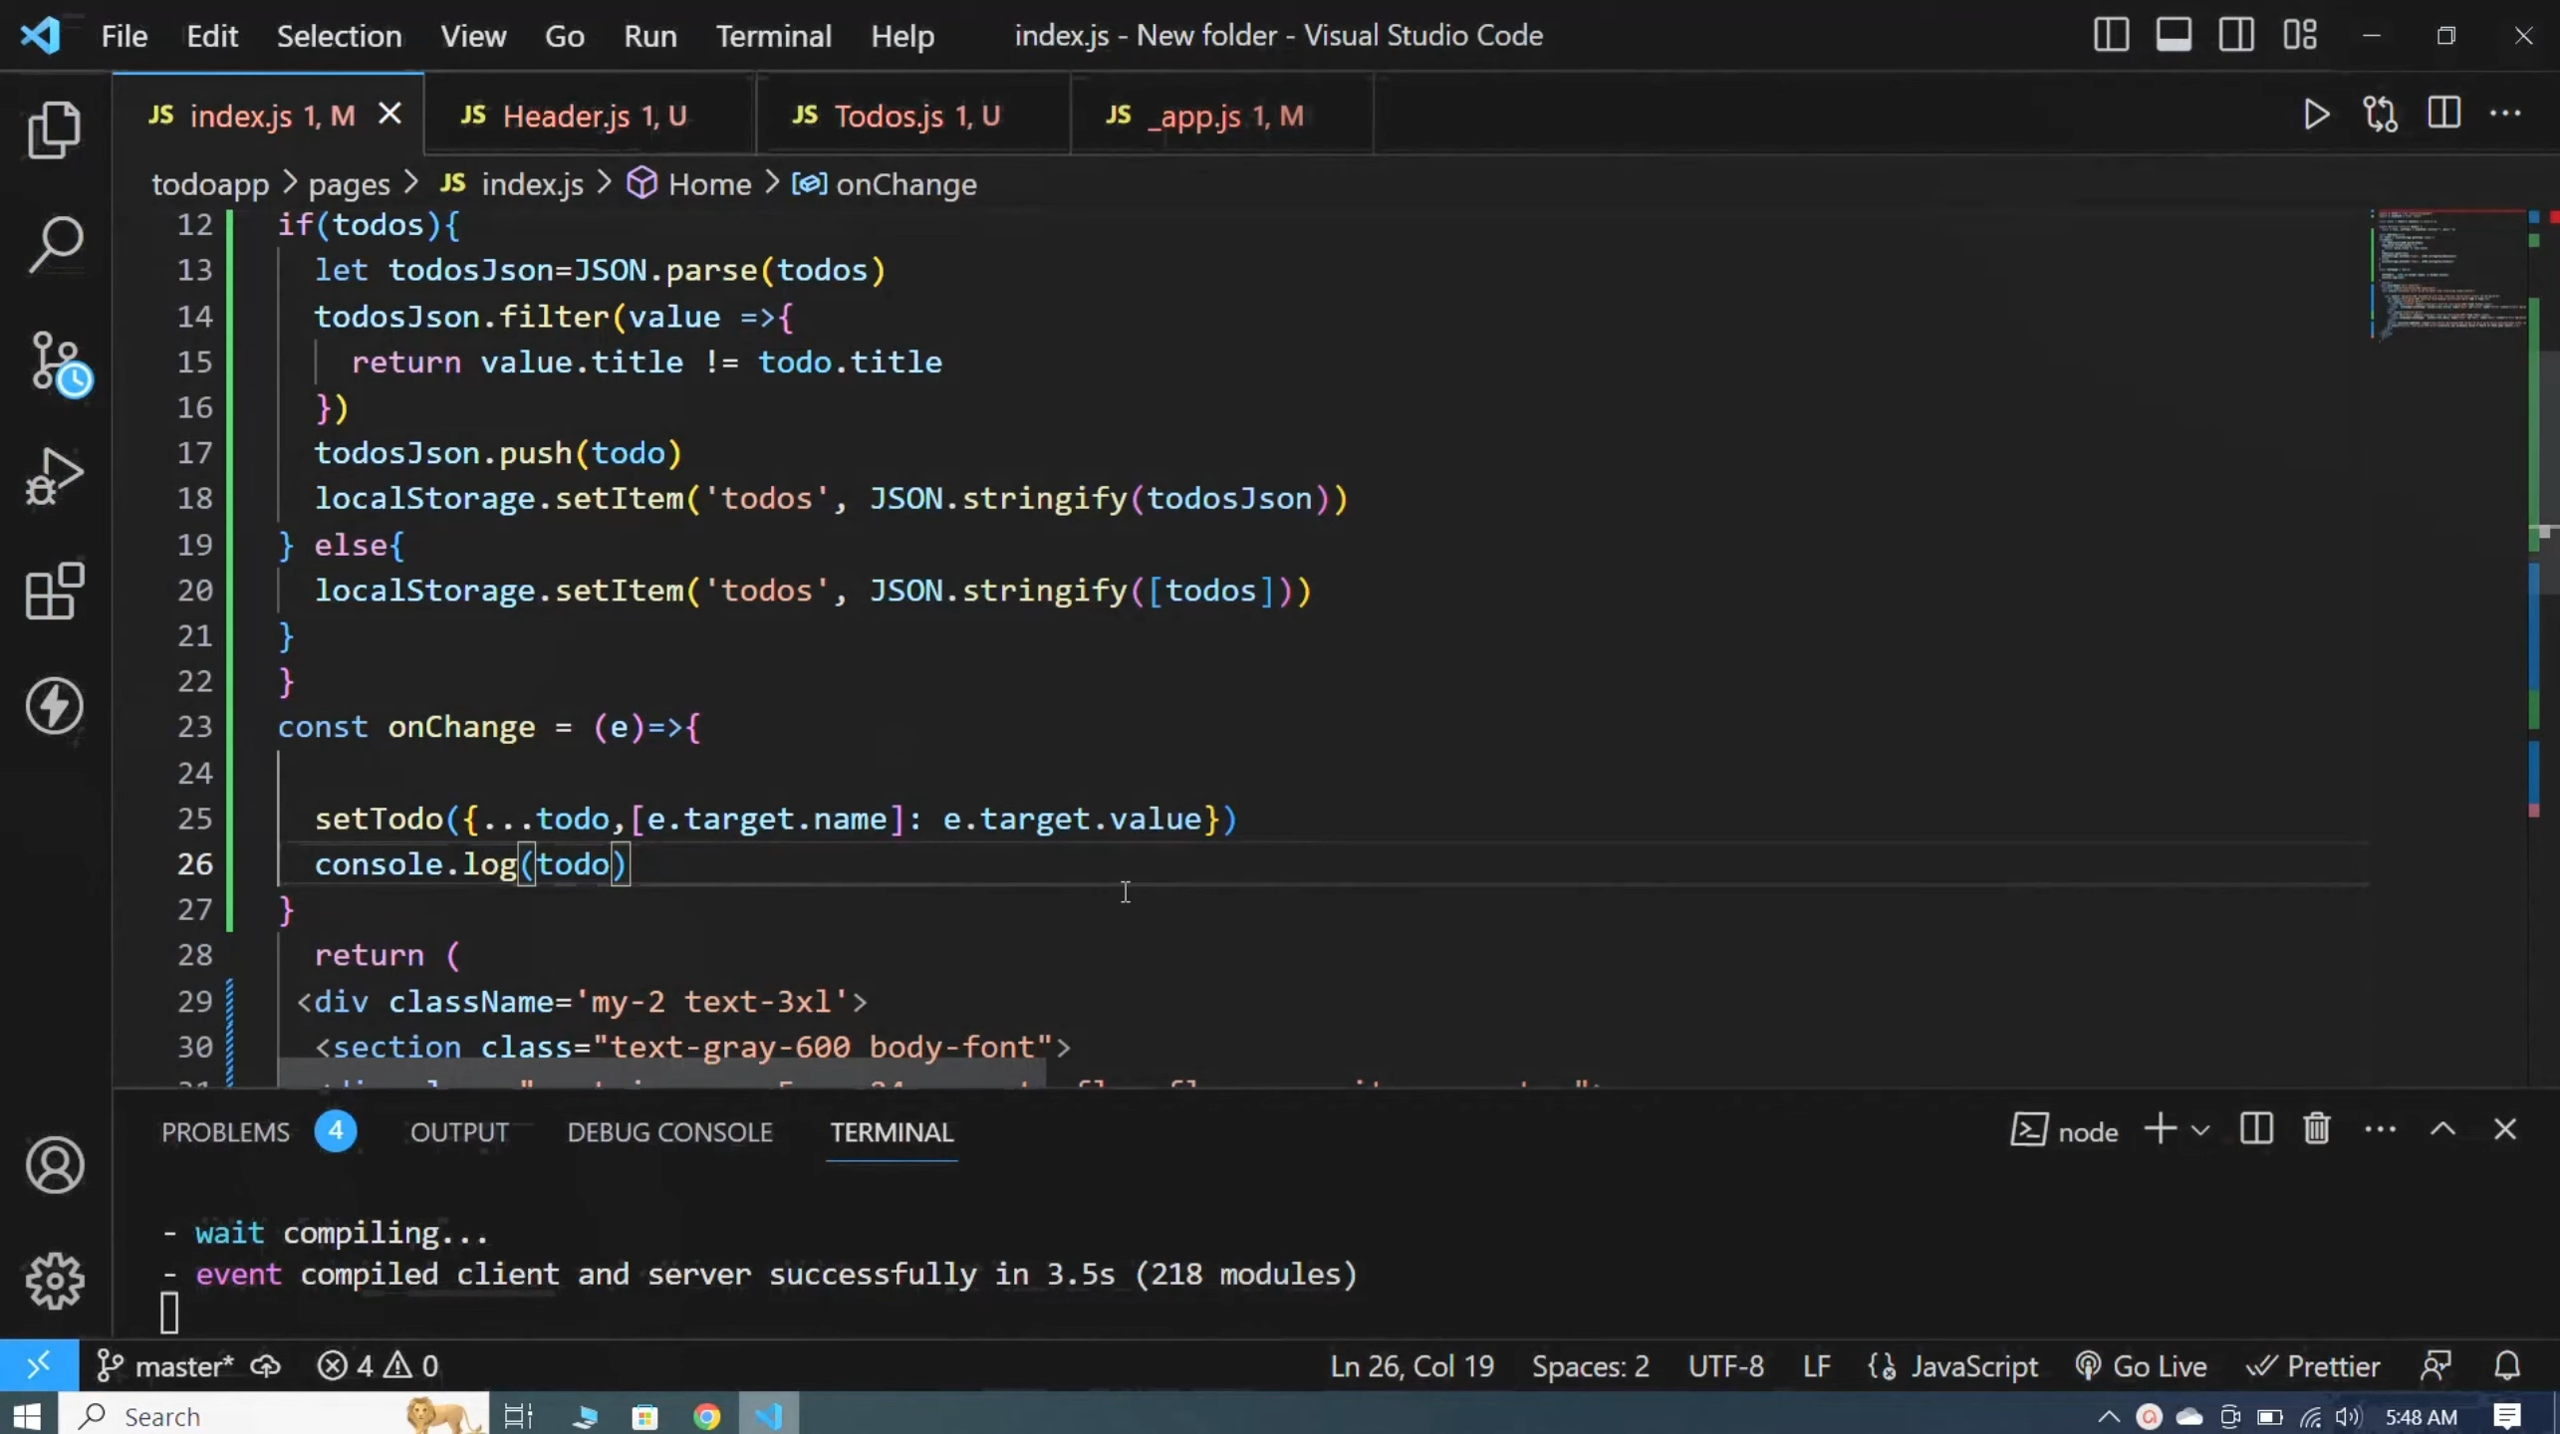 File Edit Selection View Go Run Terminal Help index.js - New folder - Visual Studio Code
JS index.js 1, M JS Header.js 1, U JS Todos.js 1, U JS _app.js 1, M
todoapp > pages > JS index.js > Home > onChange
12 if(todos){
13 let todosJson=JSON.parse(todos)
14 todosJson.filter(value =>{
15 return value.title != todo.title
16 })
17 todosJson.push(todo)
18 localStorage.setItem('todos', JSON.stringify(todosJson))
19 } else{
20 localStorage.setItem('todos', JSON.stringify([todos]))
21 }
22 }
23 const onChange = (e)=>{
24
25 setTodo({...todo,[e.target.name]: e.target.value})
26 console.log(todo)
27 }
28 return (
29 <div className='my-2 text-3xl'>
30 <section class="text-gray-600 body-font">
PROBLEMS 4 OUTPUT DEBUG CONSOLE TERMINAL node
- wait compiling...
- event compiled client and server successfully in 3.5s (218 modules)
master* 4 0 Ln 26, Col 19 Spaces: 2 UTF-8 LF JavaScript Go Live Prettier
Search 5:48 AM